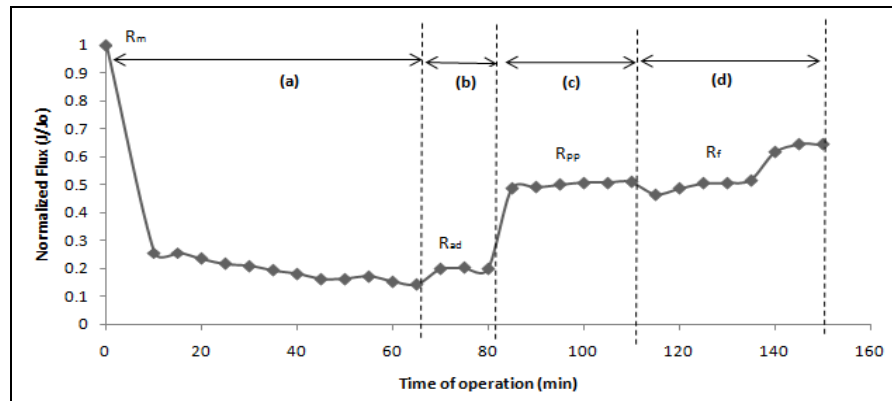 Normalized Flux (J/Jo)
1
0.9
0.8
0.7
0.6
0.5
0.4
0.3
0.2
0.1
0
Rm
(a)
(b)
(c)
(d)
Rad
Rpp
Rf
0 20 40 60 80 100 120 140 160
Time of operation (min)